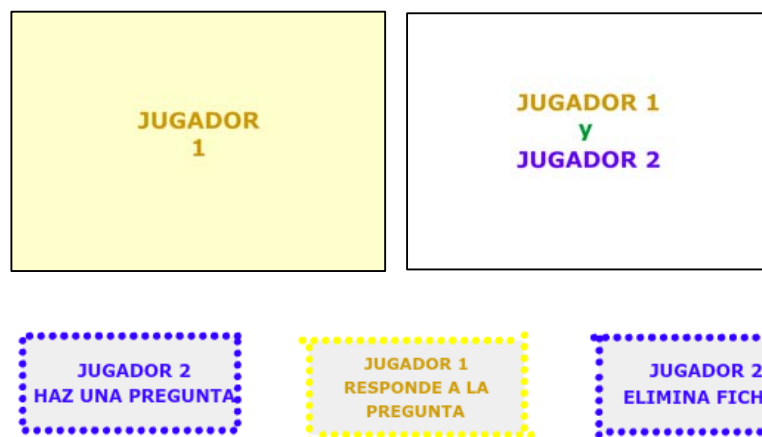 JUGADOR
1
JUGADOR 1
y
JUGADOR 2
JUGADOR 2
HAZ UNA PREGUNTA
JUGADOR 1
RESPONDE A LA
PREGUNTA
JUGADOR 2
ELIMINA FICH